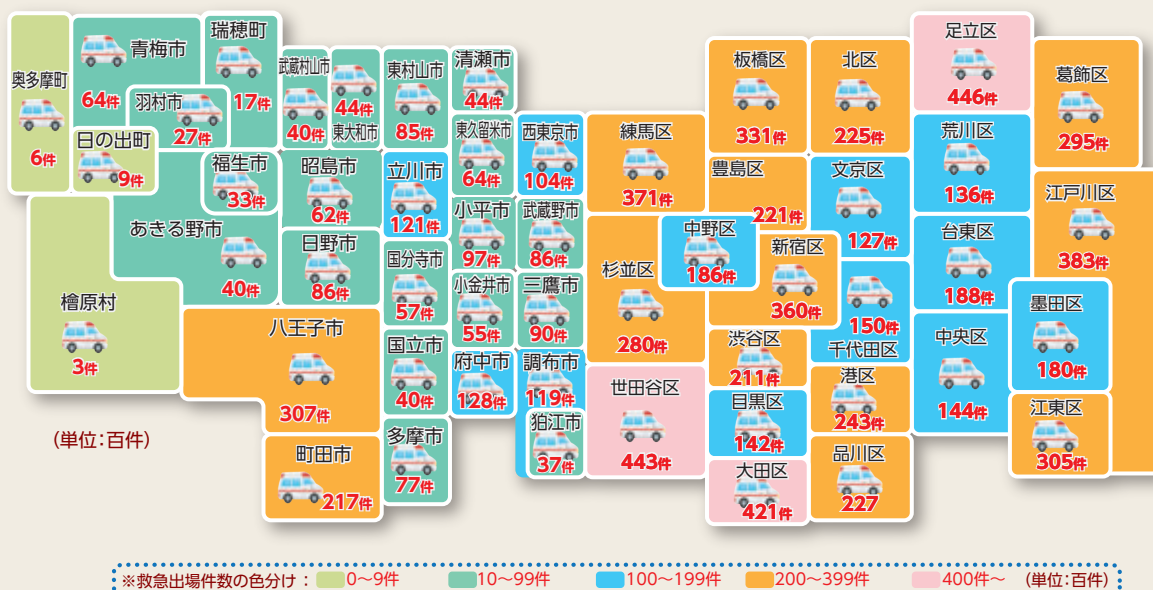 奥多摩町
6件
青梅市
64件
瑞穂町
17件
羽村市
27件
日の出町
9件
武蔵村山市
40件
44件
東大和市
東村山市
85件
清瀬市
44件
福生市
33件
昭島市
62件
立川市
121件
東久留米市
64件
西東京市
104件
あきる野市
40件
日野市
86件
国分寺市
57件
小平市
97件
武蔵野市
86件
小金井市
55件
三鷹市
90件
檜原村
3件
八王子市
307件
国立市
40件
府中市
128件
調布市
119件
狛江市
37件
多摩市
77件
町田市
217件
(単位:百件)
練馬区
371件
板橋区
331件
北区
225件
足立区
446件
葛飾区
295件
荒川区
136件
豊島区
221件
文京区
127件
江戸川区
383件
台東区
188件
中野区
186件
新宿区
360件
杉並区
280件
150件
千代田区
墨田区
180件
中央区
144件
渋谷区
211件
世田谷区
443件
目黒区
142件
港区
243件
江東区
305件
大田区
421件
品川区
227
※救急出場件数の色分け: 0〜9件 10〜99件 100〜199件 200〜399件 400件〜 (単位:百件)